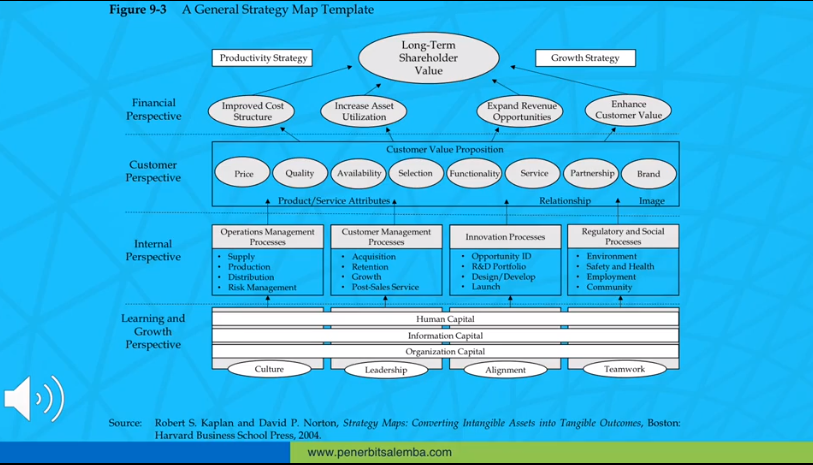 Figure 9-3 A General Strategy Map Template
Productivity Strategy
Long-Term
Shareholder
Value
Growth Strategy
Financial
Perspective
Improved Cost
Structure
Increase Asset
Utilization
Expand Revenue
Opportunities
Enhance
Customer Value
Customer
Perspective
Customer Value Proposition
Price
Quality
Availability
Selection
Functionality
Service
Partnership
Brand
Product/Service Attributes
Relationship
Image
Internal
Perspective
Operations Management
Processes
• Supply
• Production
• Distribution
• Risk Management
Customer Management
Processes
• Acquisition
• Retention
• Growth
• Post-Sales Service
Innovation Processes
• Opportunity ID
• R&D Portfolio
• Design/Develop
• Launch
Regulatory and Social
Processes
• Environment
• Safety and Health
• Employment
• Community
Learning and
Growth
Perspective
Human Capital
Information Capital
Organization Capital
Culture
Leadership
Alignment
Teamwork
Source: Robert S. Kaplan and David P. Norton, Strategy Maps: Converting Intangible Assets into Tangible Outcomes, Boston:
Harvard Business School Press, 2004.
www.penerbitsalemba.com